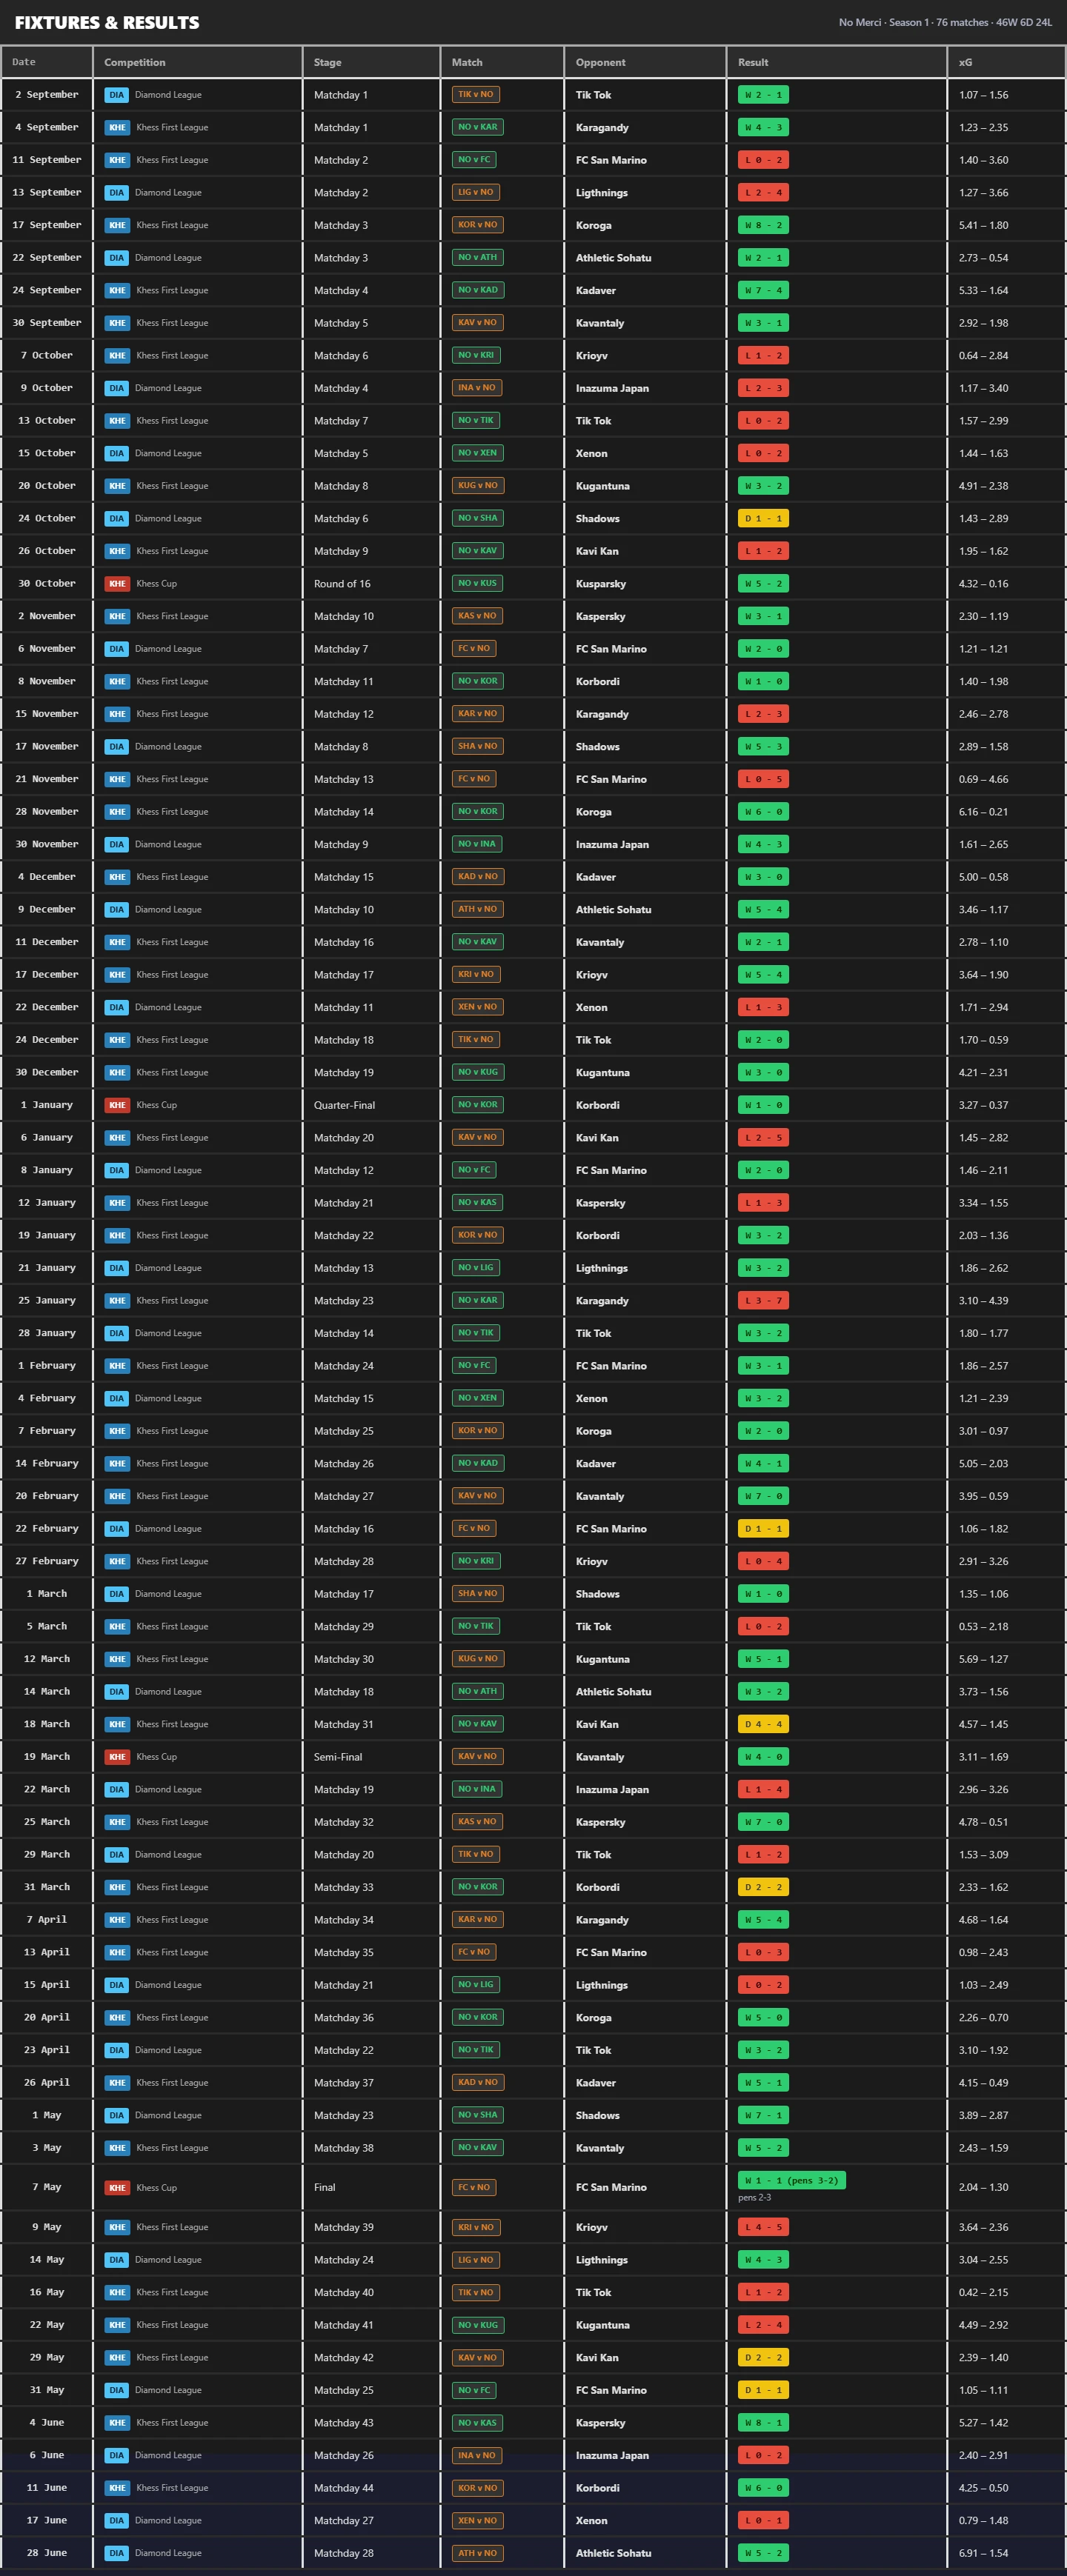 FIXTURES & RESULTS No Merci · Season 1 · 76 matches · 46W 6D 24L
Date Competition Stage Match Opponent Result xG
2 September DIA Diamond League Matchday 1 TIK v NO Tik Tok W 2 - 1 1.07 – 1.56
4 September KHE Khess First League Matchday 1 NO v KAR Karagandy W 4 - 3 1.23 – 2.35
11 September KHE Khess First League Matchday 2 NO v FC FC San Marino L 0 - 2 1.40 – 3.60
13 September DIA Diamond League Matchday 2 LIG v NO Ligthnings L 2 - 4 1.27 – 3.66
17 September KHE Khess First League Matchday 3 KOR v NO Koroga W 8 - 2 5.41 – 1.80
22 September DIA Diamond League Matchday 3 NO v ATH Athletic Sohatu W 2 - 1 2.73 – 0.54
24 September KHE Khess First League Matchday 4 NO v KAD Kadaver W 7 - 4 5.33 – 1.64
30 September KHE Khess First League Matchday 5 KAV v NO Kavantaly W 3 - 1 2.92 – 1.98
7 October KHE Khess First League Matchday 6 NO v KRI Krioyv L 1 - 2 0.64 – 2.84
9 October DIA Diamond League Matchday 4 INA v NO Inazuma Japan L 2 - 3 1.17 – 3.40
13 October KHE Khess First League Matchday 7 NO v TIK Tik Tok L 0 - 2 1.57 – 2.99
15 October DIA Diamond League Matchday 5 NO v XEN Xenon L 0 - 2 1.44 – 1.63
20 October KHE Khess First League Matchday 8 KUG v NO Kugantuna W 3 - 2 4.91 – 2.38
24 October DIA Diamond League Matchday 6 NO v SHA Shadows D 1 - 1 1.43 – 2.89
26 October KHE Khess First League Matchday 9 NO v KAV Kavi Kan L 1 - 2 1.95 – 1.62
30 October KHE Khess Cup Round of 16 NO v KUS Kusparsky W 5 - 2 4.32 – 0.16
2 November KHE Khess First League Matchday 10 KAS v NO Kaspersky W 3 - 1 2.30 – 1.19
6 November DIA Diamond League Matchday 7 FC v NO FC San Marino W 2 - 0 1.21 – 1.21
8 November KHE Khess First League Matchday 11 NO v KOR Korbordi W 1 - 0 1.40 – 1.98
15 November KHE Khess First League Matchday 12 KAR v NO Karagandy L 2 - 3 2.46 – 2.78
17 November DIA Diamond League Matchday 8 SHA v NO Shadows W 5 - 3 2.89 – 1.58
21 November KHE Khess First League Matchday 13 FC v NO FC San Marino L 0 - 5 0.69 – 4.66
28 November KHE Khess First League Matchday 14 NO v KOR Koroga W 6 - 0 6.16 – 0.21
30 November DIA Diamond League Matchday 9 NO v INA Inazuma Japan W 4 - 3 1.61 – 2.65
4 December KHE Khess First League Matchday 15 KAD v NO Kadaver W 3 - 0 5.00 – 0.58
9 December DIA Diamond League Matchday 10 ATH v NO Athletic Sohatu W 5 - 4 3.46 – 1.17
11 December KHE Khess First League Matchday 16 NO v KAV Kavantaly W 2 - 1 2.78 – 1.10
17 December KHE Khess First League Matchday 17 KRI v NO Krioyv W 5 - 4 3.64 – 1.90
22 December DIA Diamond League Matchday 11 XEN v NO Xenon L 1 - 3 1.71 – 2.94
24 December KHE Khess First League Matchday 18 TIK v NO Tik Tok W 2 - 0 1.70 – 0.59
30 December KHE Khess First League Matchday 19 NO v KUG Kugantuna W 3 - 0 4.21 – 2.31
1 January KHE Khess Cup Quarter-Final NO v KOR Korbordi W 1 - 0 3.27 – 0.37
6 January KHE Khess First League Matchday 20 KAV v NO Kavi Kan L 2 - 5 1.45 – 2.82
8 January DIA Diamond League Matchday 12 NO v FC FC San Marino W 2 - 0 1.46 – 2.11
12 January KHE Khess First League Matchday 21 NO v KAS Kaspersky L 1 - 3 3.34 – 1.55
19 January KHE Khess First League Matchday 22 KOR v NO Korbordi W 3 - 2 2.03 – 1.36
21 January DIA Diamond League Matchday 13 NO v LIG Ligthnings W 3 - 2 1.86 – 2.62
25 January KHE Khess First League Matchday 23 NO v KAR Karagandy L 3 - 7 3.10 – 4.39
28 January DIA Diamond League Matchday 14 NO v TIK Tik Tok W 3 - 2 1.80 – 1.77
1 February KHE Khess First League Matchday 24 NO v FC FC San Marino W 3 - 1 1.86 – 2.57
4 February DIA Diamond League Matchday 15 NO v XEN Xenon W 3 - 2 1.21 – 2.39
7 February KHE Khess First League Matchday 25 KOR v NO Koroga W 2 - 0 3.01 – 0.97
14 February KHE Khess First League Matchday 26 NO v KAD Kadaver W 4 - 1 5.05 – 2.03
20 February KHE Khess First League Matchday 27 KAV v NO Kavantaly W 7 - 0 3.95 – 0.59
22 February DIA Diamond League Matchday 16 FC v NO FC San Marino D 1 - 1 1.06 – 1.82
27 February KHE Khess First League Matchday 28 NO v KRI Krioyv L 0 - 4 2.91 – 3.26
1 March DIA Diamond League Matchday 17 SHA v NO Shadows W 1 - 0 1.35 – 1.06
5 March KHE Khess First League Matchday 29 NO v TIK Tik Tok L 0 - 2 0.53 – 2.18
12 March KHE Khess First League Matchday 30 KUG v NO Kugantuna W 5 - 1 5.69 – 1.27
14 March DIA Diamond League Matchday 18 NO v ATH Athletic Sohatu W 3 - 2 3.73 – 1.56
18 March KHE Khess First League Matchday 31 NO v KAV Kavi Kan D 4 - 4 4.57 – 1.45
19 March KHE Khess Cup Semi-Final KAV v NO Kavantaly W 4 - 0 3.11 – 1.69
22 March DIA Diamond League Matchday 19 NO v INA Inazuma Japan L 1 - 4 2.96 – 3.26
25 March KHE Khess First League Matchday 32 KAS v NO Kaspersky W 7 - 0 4.78 – 0.51
29 March DIA Diamond League Matchday 20 TIK v NO Tik Tok L 1 - 2 1.53 – 3.09
31 March KHE Khess First League Matchday 33 NO v KOR Korbordi D 2 - 2 2.33 – 1.62
7 April KHE Khess First League Matchday 34 KAR v NO Karagandy W 5 - 4 4.68 – 1.64
13 April KHE Khess First League Matchday 35 FC v NO FC San Marino L 0 - 3 0.98 – 2.43
15 April DIA Diamond League Matchday 21 NO v LIG Ligthnings L 0 - 2 1.03 – 2.49
20 April KHE Khess First League Matchday 36 NO v KOR Koroga W 5 - 0 2.26 – 0.70
23 April DIA Diamond League Matchday 22 NO v TIK Tik Tok W 3 - 2 3.10 – 1.92
26 April KHE Khess First League Matchday 37 KAD v NO Kadaver W 5 - 1 4.15 – 0.49
1 May DIA Diamond League Matchday 23 NO v SHA Shadows W 7 - 1 3.89 – 2.87
3 May KHE Khess First League Matchday 38 NO v KAV Kavantaly W 5 - 2 2.43 – 1.59
7 May KHE Khess Cup Final FC v NO FC San Marino W 1 - 1 (pens 3-2) 2.04 – 1.30
pens 2-3
9 May KHE Khess First League Matchday 39 KRI v NO Krioyv L 4 - 5 3.64 – 2.36
14 May DIA Diamond League Matchday 24 LIG v NO Ligthnings W 4 - 3 3.04 – 2.55
16 May KHE Khess First League Matchday 40 TIK v NO Tik Tok L 1 - 2 0.42 – 2.15
22 May KHE Khess First League Matchday 41 NO v KUG Kugantuna L 2 - 4 4.49 – 2.92
29 May KHE Khess First League Matchday 42 KAV v NO Kavi Kan D 2 - 2 2.39 – 1.40
31 May DIA Diamond League Matchday 25 NO v FC FC San Marino D 1 - 1 1.05 – 1.11
4 June KHE Khess First League Matchday 43 NO v KAS Kaspersky W 8 - 1 5.27 – 1.42
6 June DIA Diamond League Matchday 26 INA v NO Inazuma Japan L 0 - 2 2.40 – 2.91
11 June KHE Khess First League Matchday 44 KOR v NO Korbordi W 6 - 0 4.25 – 0.50
17 June DIA Diamond League Matchday 27 XEN v NO Xenon L 0 - 1 0.79 – 1.48
28 June DIA Diamond League Matchday 28 ATH v NO Athletic Sohatu W 5 - 2 6.91 – 1.54